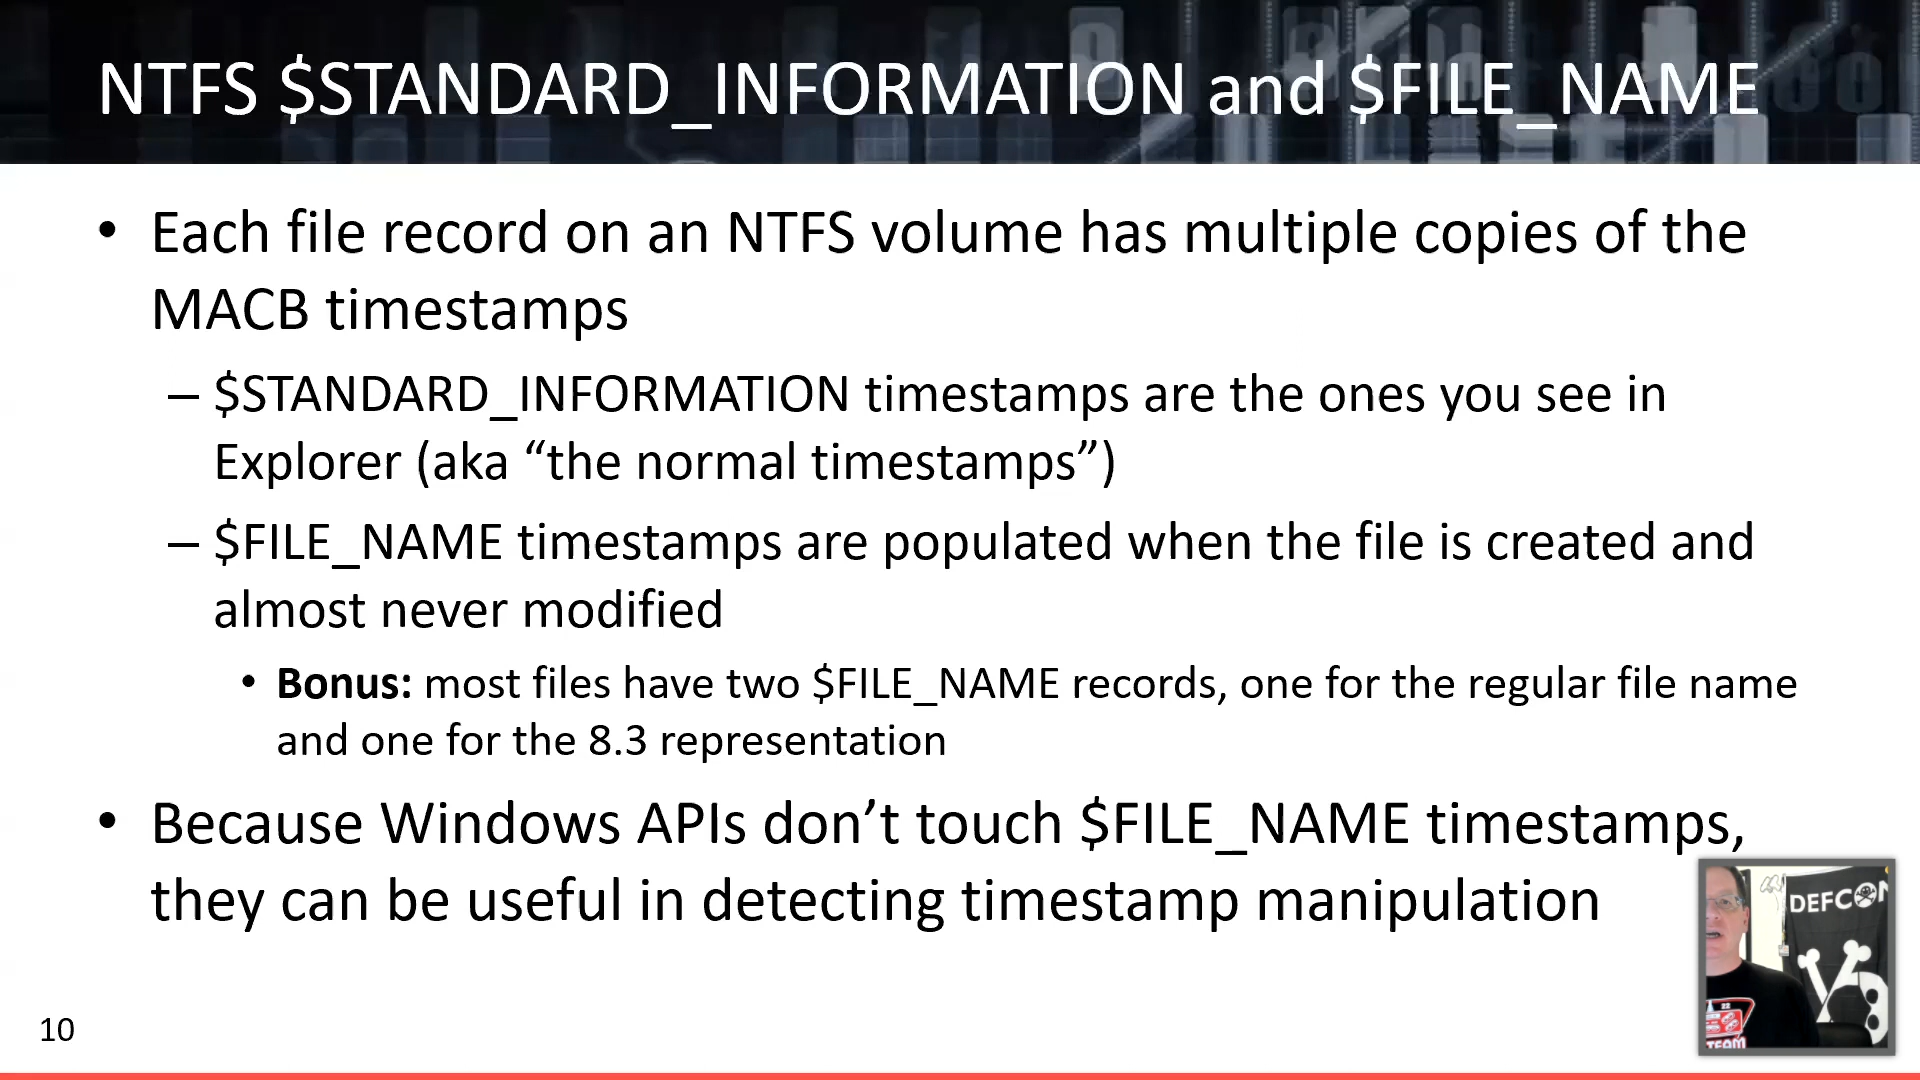 NTFS $STANDARD_INFORMATION and $FILE_NAME
• Each file record on an NTFS volume has multiple copies of the
MACB timestamps
– $STANDARD_INFORMATION timestamps are the ones you see in
Explorer (aka “the normal timestamps”)
– $FILE_NAME timestamps are populated when the file is created and
almost never modified
• Bonus: most files have two $FILE_NAME records, one for the regular file name
and one for the 8.3 representation
• Because Windows APIs don’t touch $FILE_NAME timestamps,
they can be useful in detecting timestamp manipulation
DEFCON
22
TEAM
10